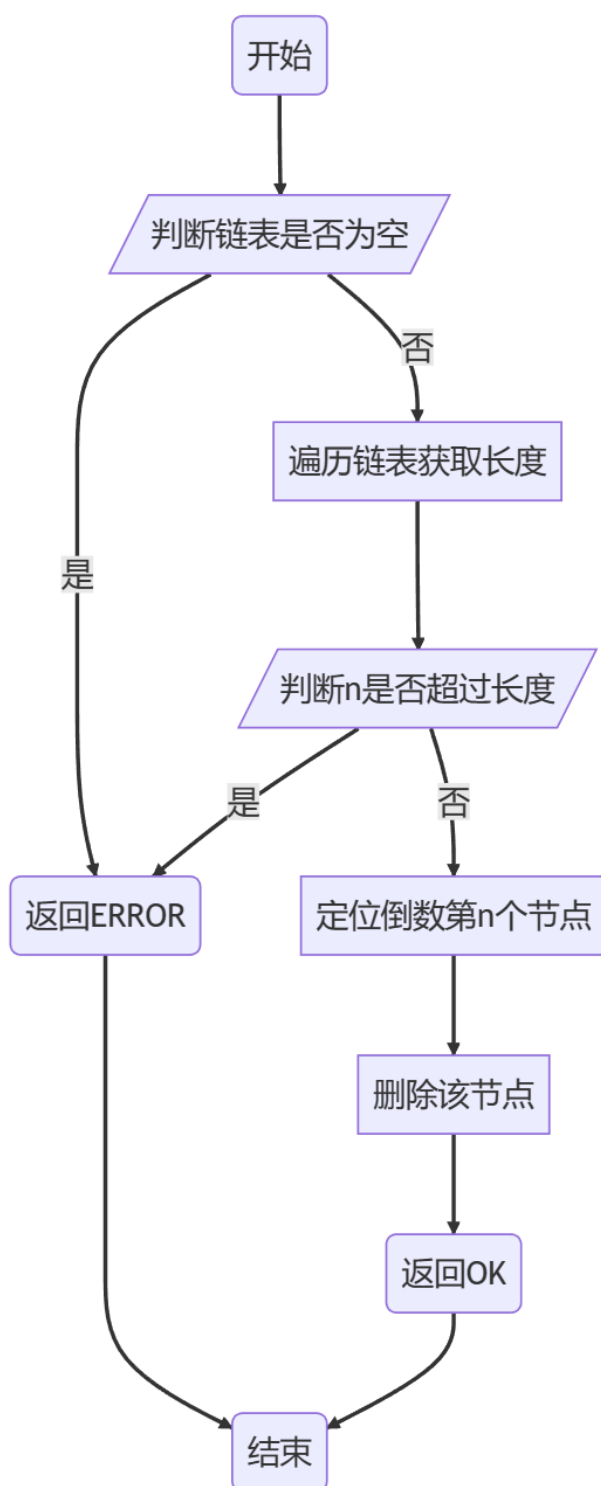 开始
判断链表是否为空
否
遍历链表获取长度
是
判断n是否超过长度
是
否
返回ERROR
定位倒数第n个节点
删除该节点
返回OK
结束